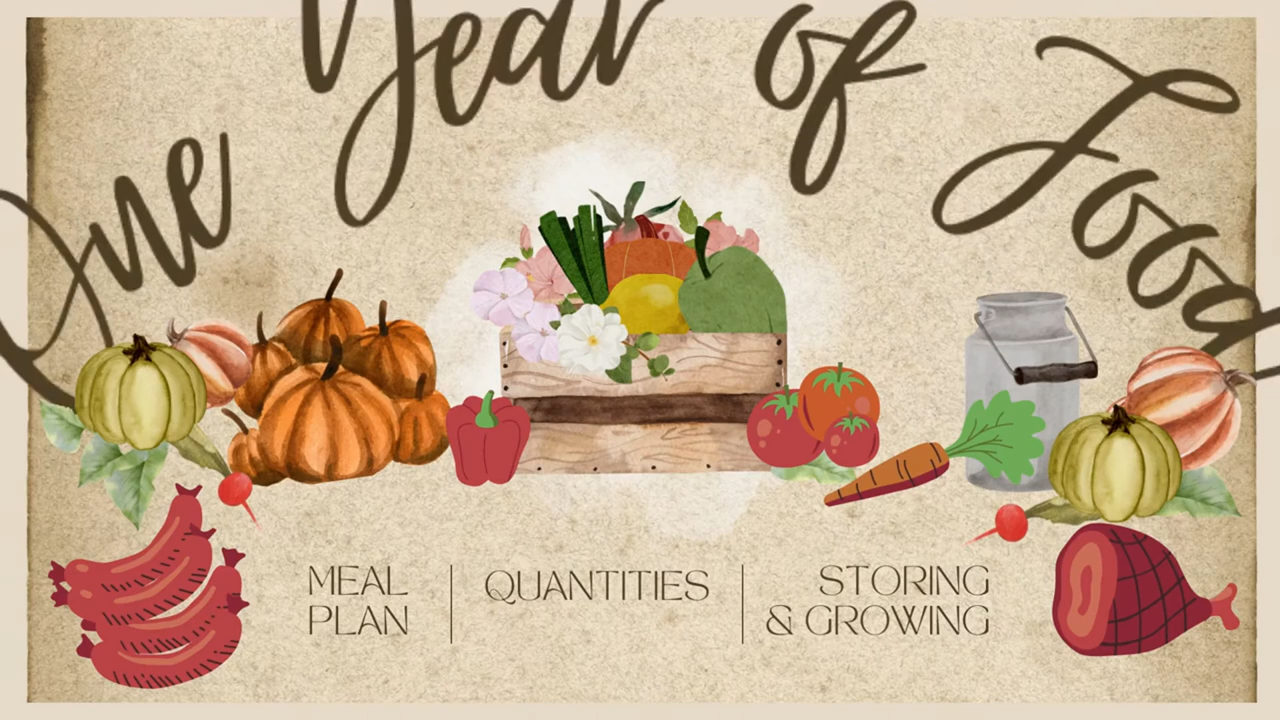 One Year of Food
MEAL
PLAN
QUANTITIES
STORING
& GROWING